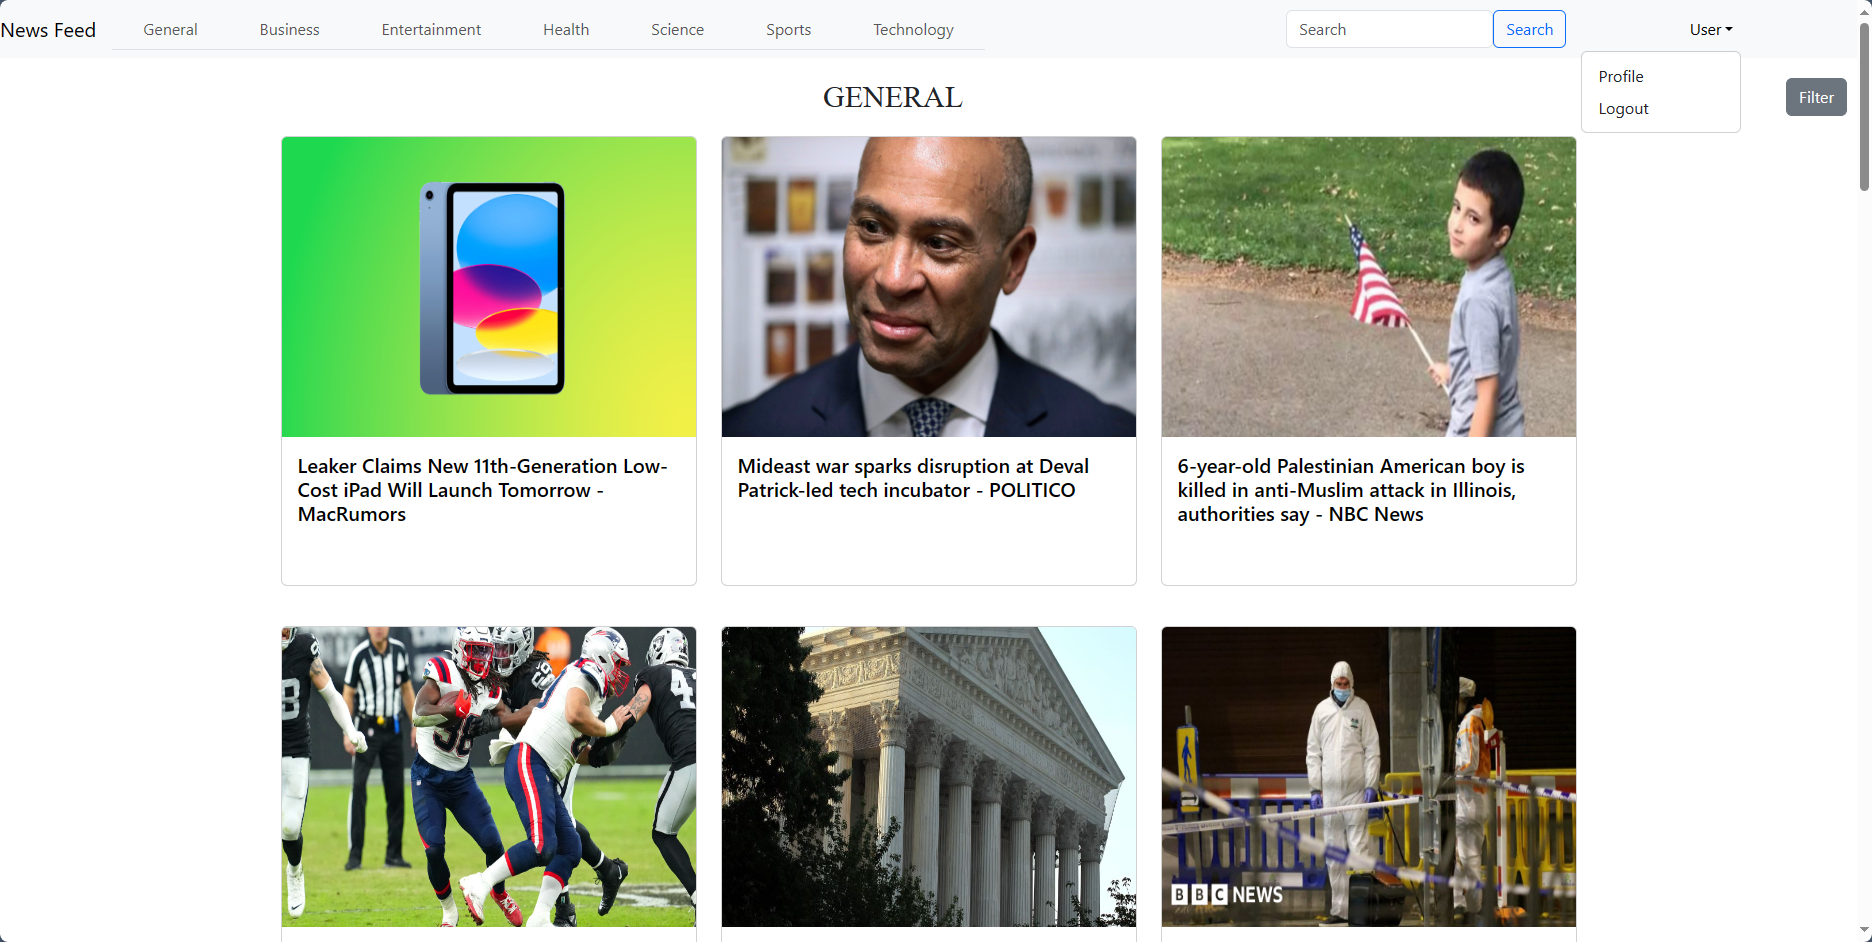 News Feed
General
Business
Entertainment
Health
Science
Sports
Technology
Search
Search
User
Profile
Logout
Filter
GENERAL
Leaker Claims New 11th-Generation Low-
Cost iPad Will Launch Tomorrow -
MacRumors
Mideast war sparks disruption at Deval
Patrick-led tech incubator - POLITICO
6-year-old Palestinian American boy is
killed in anti-Muslim attack in Illinois,
authorities say - NBC News
BBC NEWS